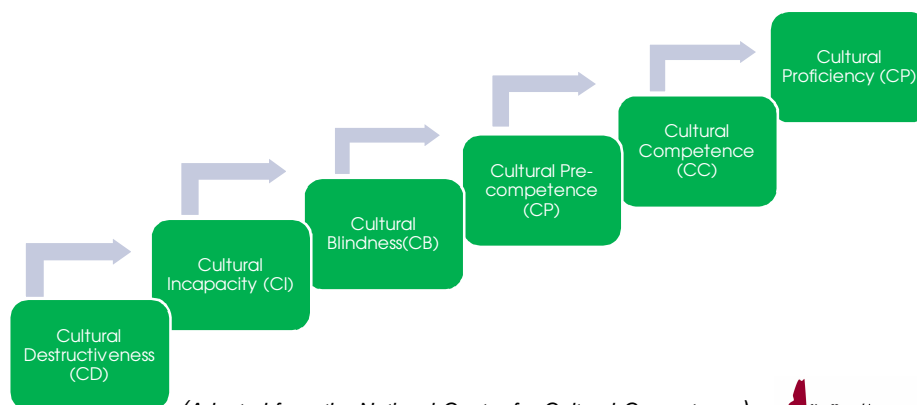 Cultural
Proficiency (CP)
Cultural
Competence
(CC)
Cultural Pre-
competence
(CP)
Cultural
Blindness(CB)
Cultural
Incapacity (CI)
Cultural
Destructiveness
(CD)